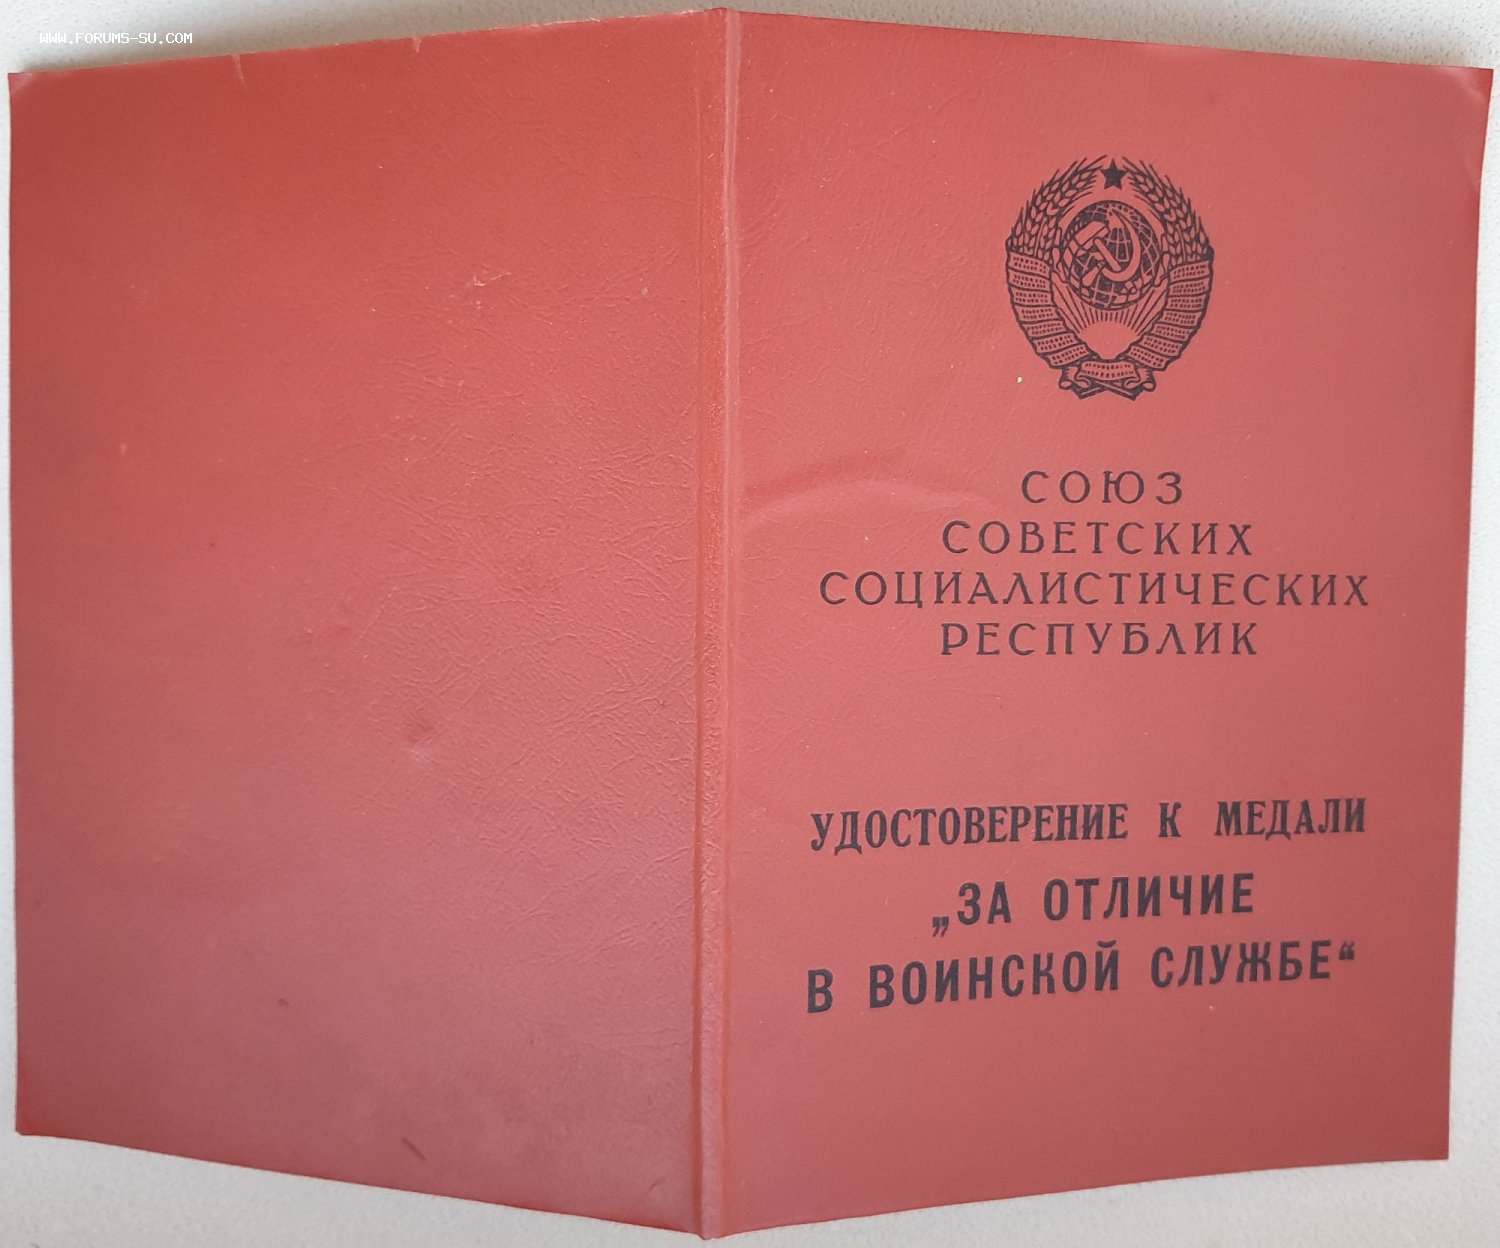 WWW.FORUMS-SU.COM
СОЮЗ
СОВЕТСКИХ
СОЦИАЛИСТИЧЕСКИХ
РЕСПУБЛИК
УДОСТОВЕРЕНИЕ К МЕДАЛИ
„ЗА ОТЛИЧИЕ
В ВОИНСКОЙ СЛУЖБЕ“